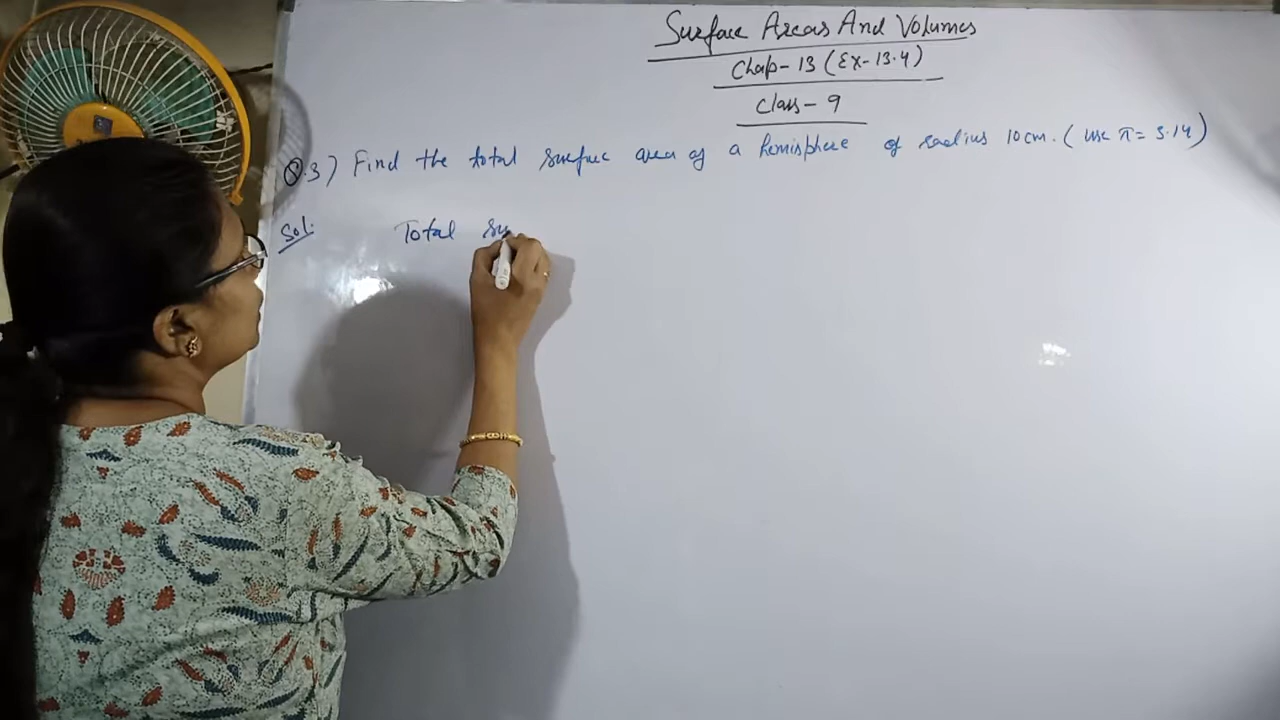 Surface Areas And Volumes
Chap-13 (Ex-13.4)
Class-9
Q.3) Find the total surface area of a hemisphere of radius 10cm. (use π = 3.14)
Sol. Total su